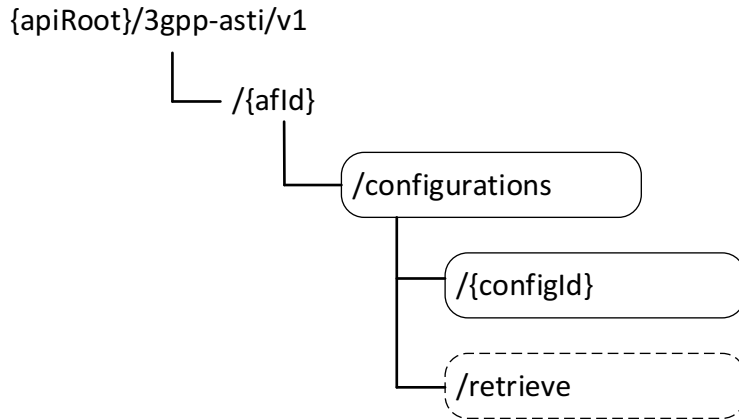 {apiRoot}/3gpp-asti/v1
/{afId}
/configurations
/{configId}
/retrieve